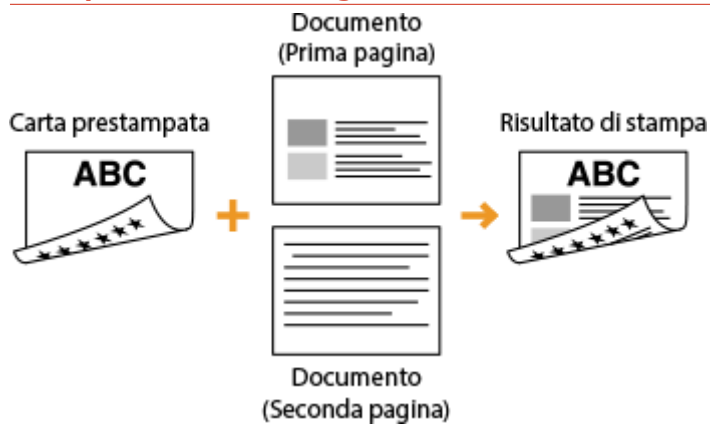 Documento
(Prima pagina)
Carta prestampata
ABC
Risultato di stampa
ABC
Documento
(Seconda pagina)